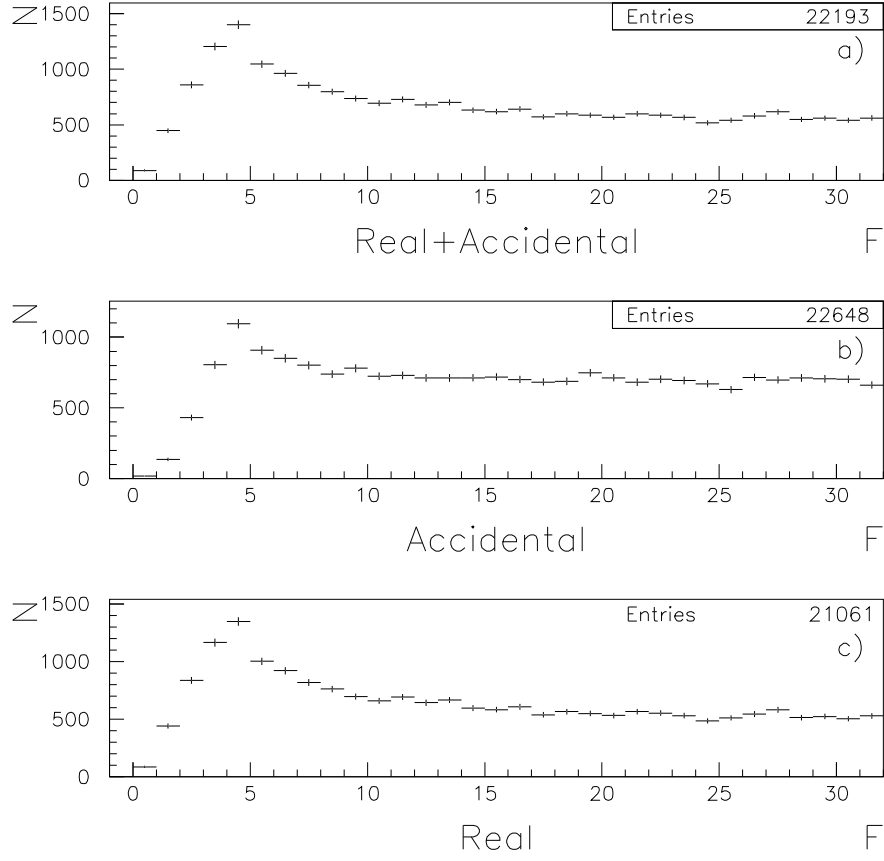 N
1500
1000
500
0
Entries 22193
a)
0 5 10 15 20 25 30
Real+Accidental F
N
1000
500
0
Entries 22648
b)
0 5 10 15 20 25 30
Accidental F
N
1500
1000
500
0
Entries 21061
c)
0 5 10 15 20 25 30
Real F